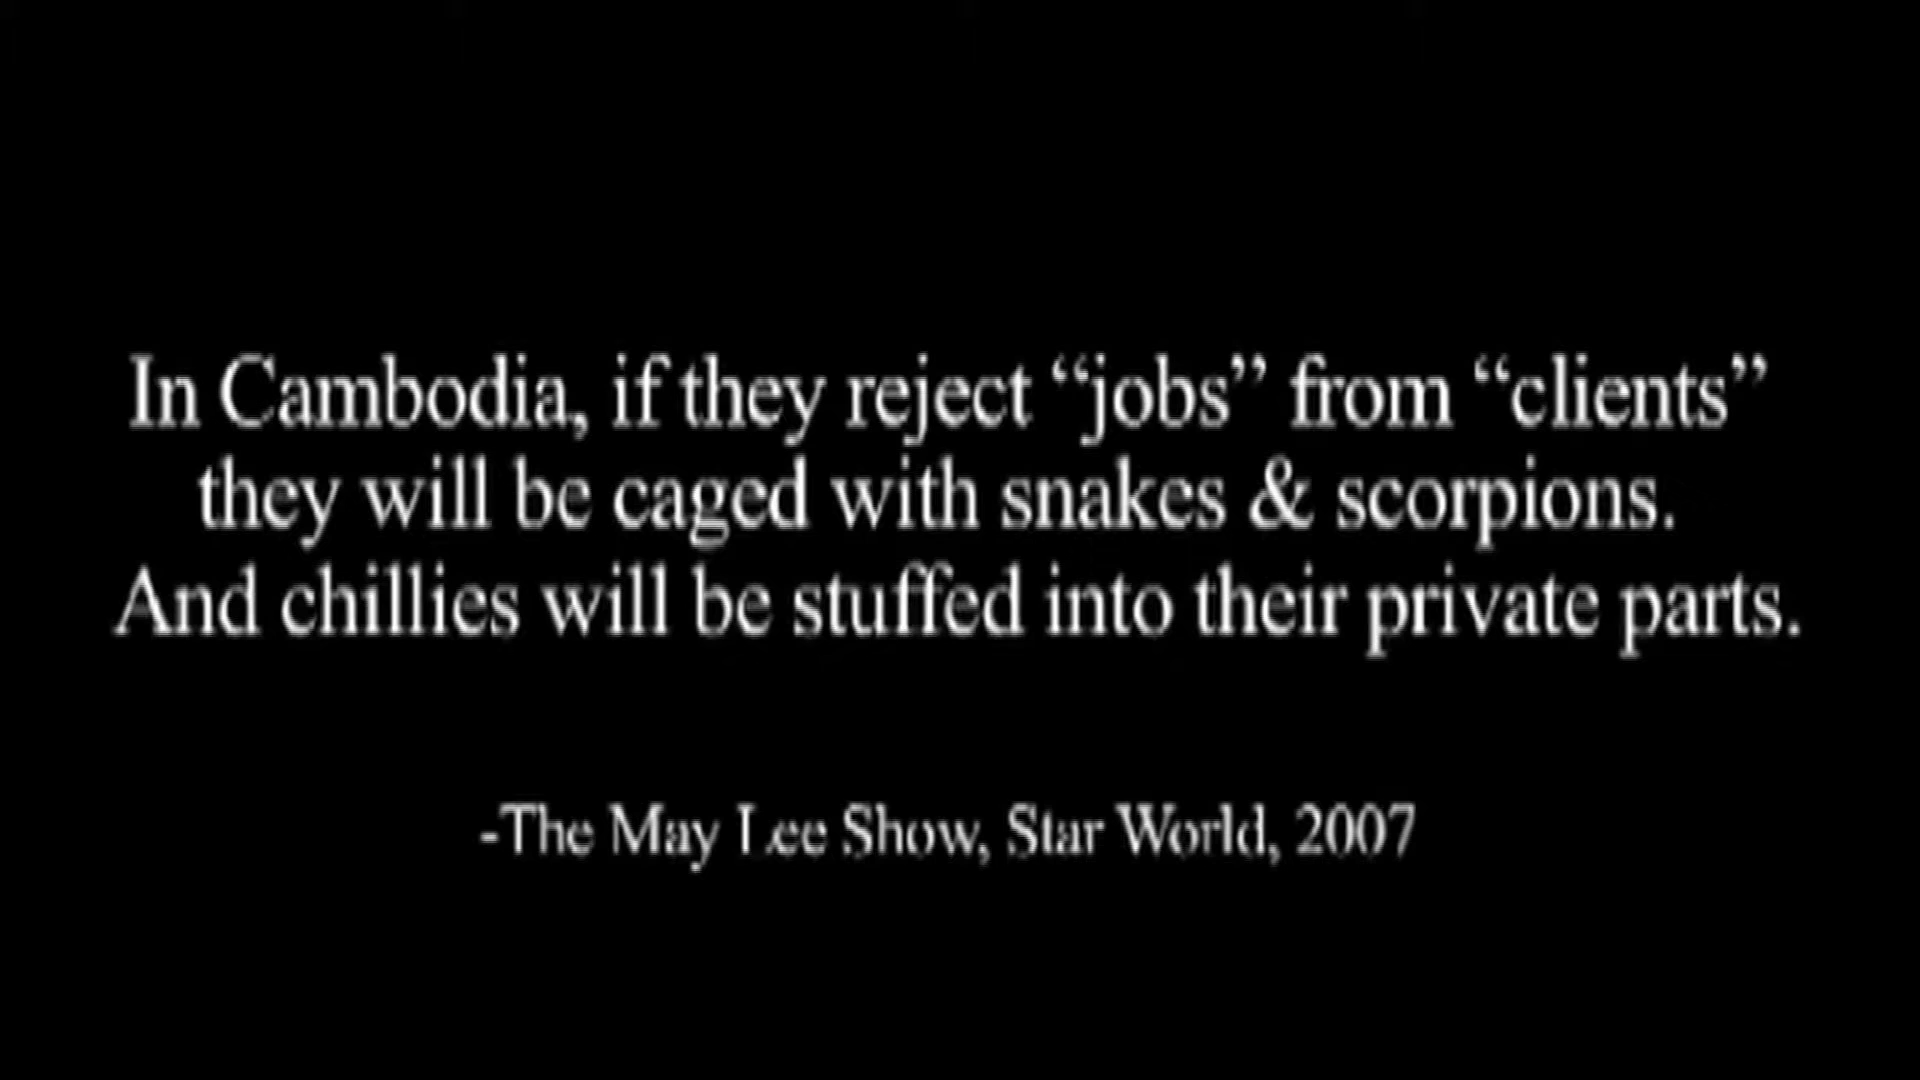 In Cambodia, if they reject “jobs” from “clients”
they will be caged with snakes & scorpions.
And chillies will be stuffed into their private parts.
-The May Lee Show, Star World, 2007